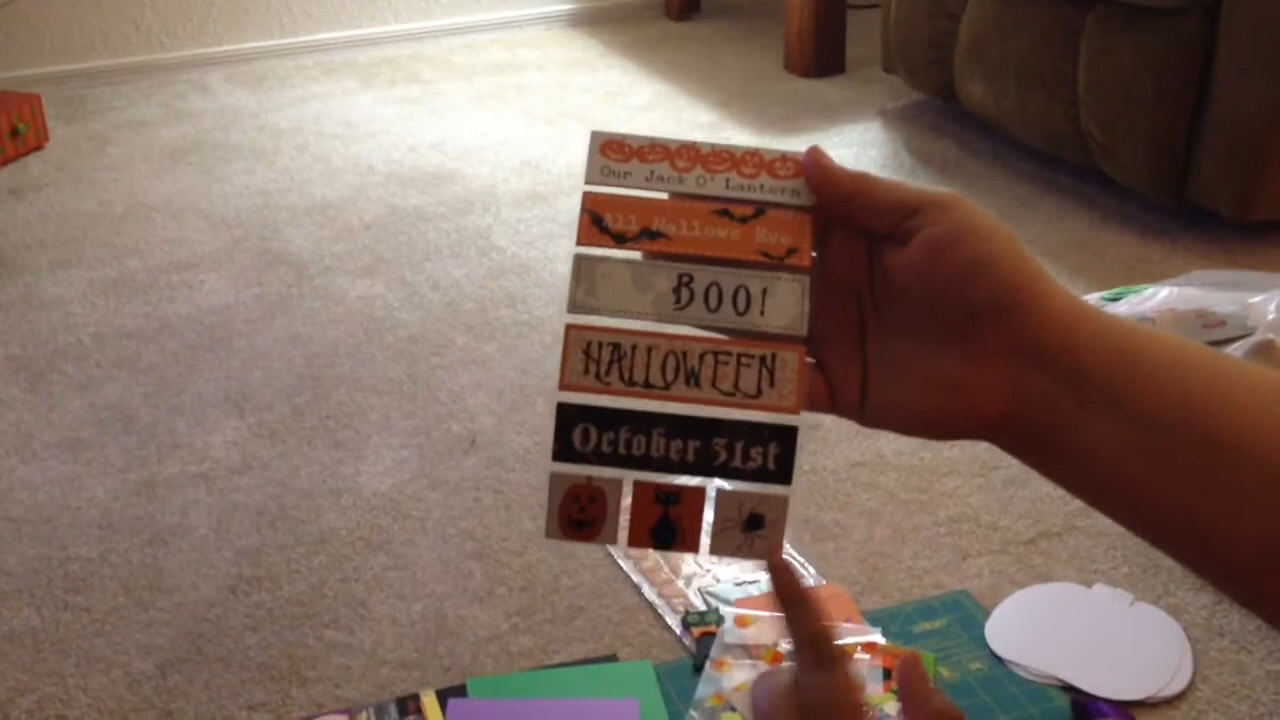 Our Jack O' Lantern
All Hallows Eve
BOO!
HALLOWEEN
October 31st